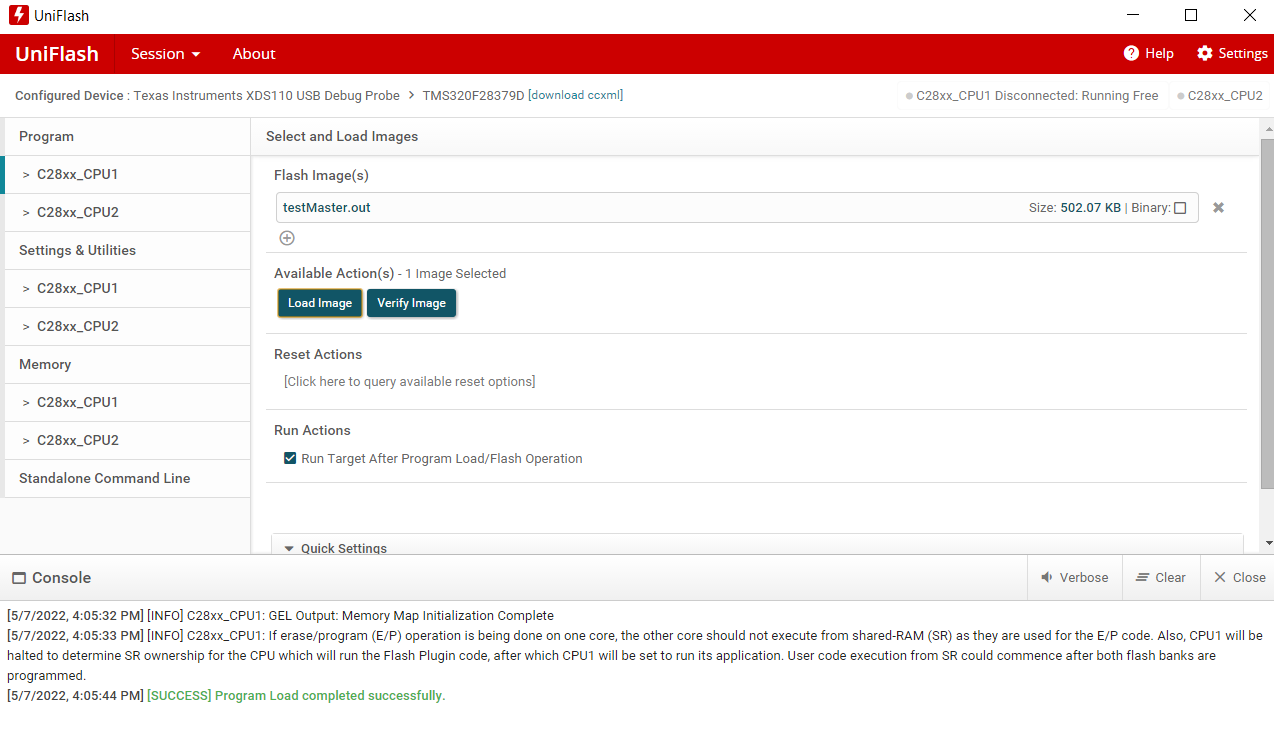 UniFlash
UniFlash Session About Help Settings
Configured Device : Texas Instruments XDS110 USB Debug Probe > TMS320F28379D [download ccxml] C28xx_CPU1 Disconnected: Running Free C28xx_CPU2
Program
> C28xx_CPU1
> C28xx_CPU2
Settings & Utilities
> C28xx_CPU1
> C28xx_CPU2
Memory
> C28xx_CPU1
> C28xx_CPU2
Standalone Command Line
Select and Load Images
Flash Image(s)
testMaster.out Size: 502.07 KB | Binary:
Available Action(s) - 1 Image Selected
Load Image Verify Image
Reset Actions
[Click here to query available reset options]
Run Actions
Run Target After Program Load/Flash Operation
Quick Settings
Console Verbose Clear Close
[5/7/2022, 4:05:32 PM] [INFO] C28xx_CPU1: GEL Output: Memory Map Initialization Complete
[5/7/2022, 4:05:33 PM] [INFO] C28xx_CPU1: If erase/program (E/P) operation is being done on one core, the other core should not execute from shared-RAM (SR) as they are used for the E/P code. Also, CPU1 will be
halted to determine SR ownership for the CPU which will run the Flash Plugin code, after which CPU1 will be set to run its application. User code execution from SR could commence after both flash banks are
programmed.
[5/7/2022, 4:05:44 PM] [SUCCESS] Program Load completed successfully.